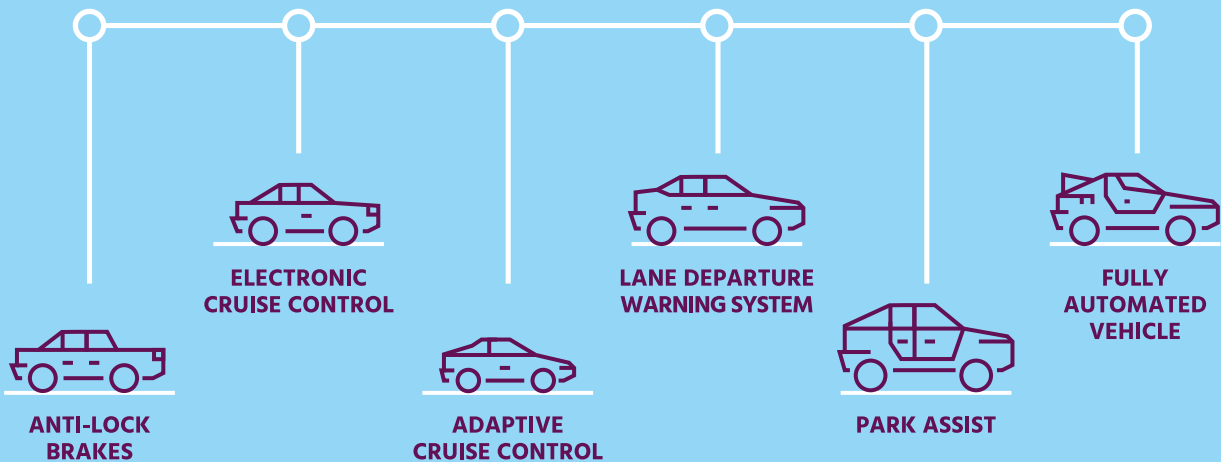 ANTI-LOCK
BRAKES
ELECTRONIC
CRUISE CONTROL
ADAPTIVE
CRUISE CONTROL
LANE DEPARTURE
WARNING SYSTEM
PARK ASSIST
FULLY
AUTOMATED
VEHICLE